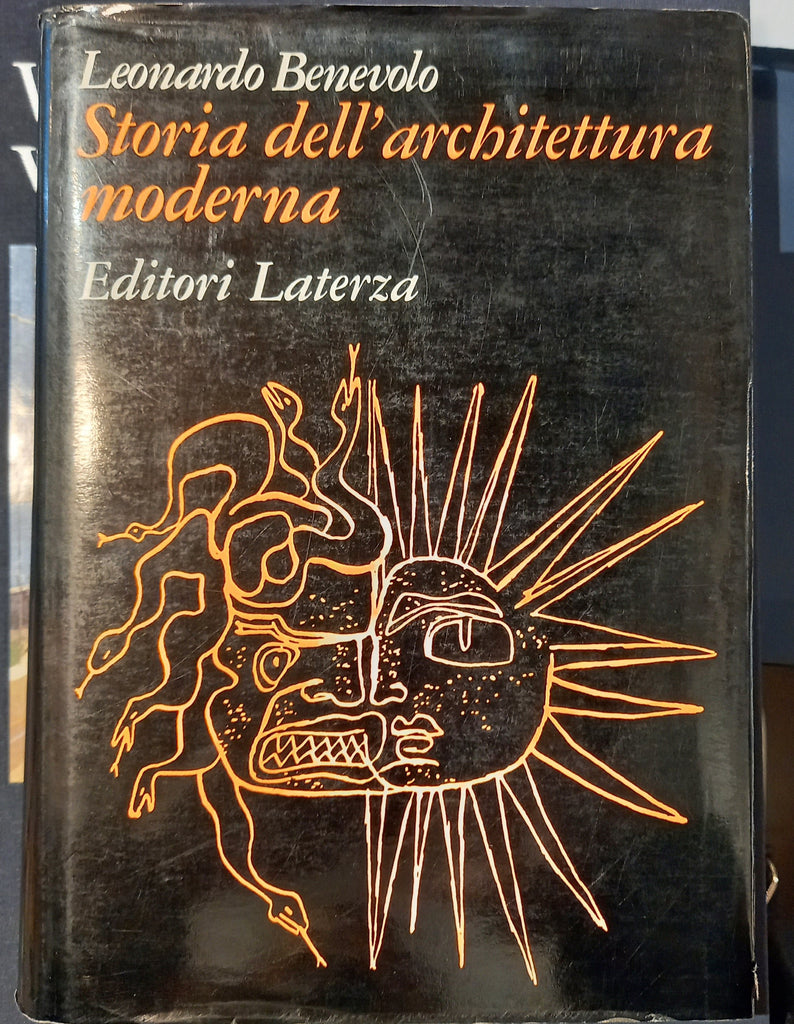 Leonardo Benevolo
Storia dell'architettura
moderna
Editori Laterza